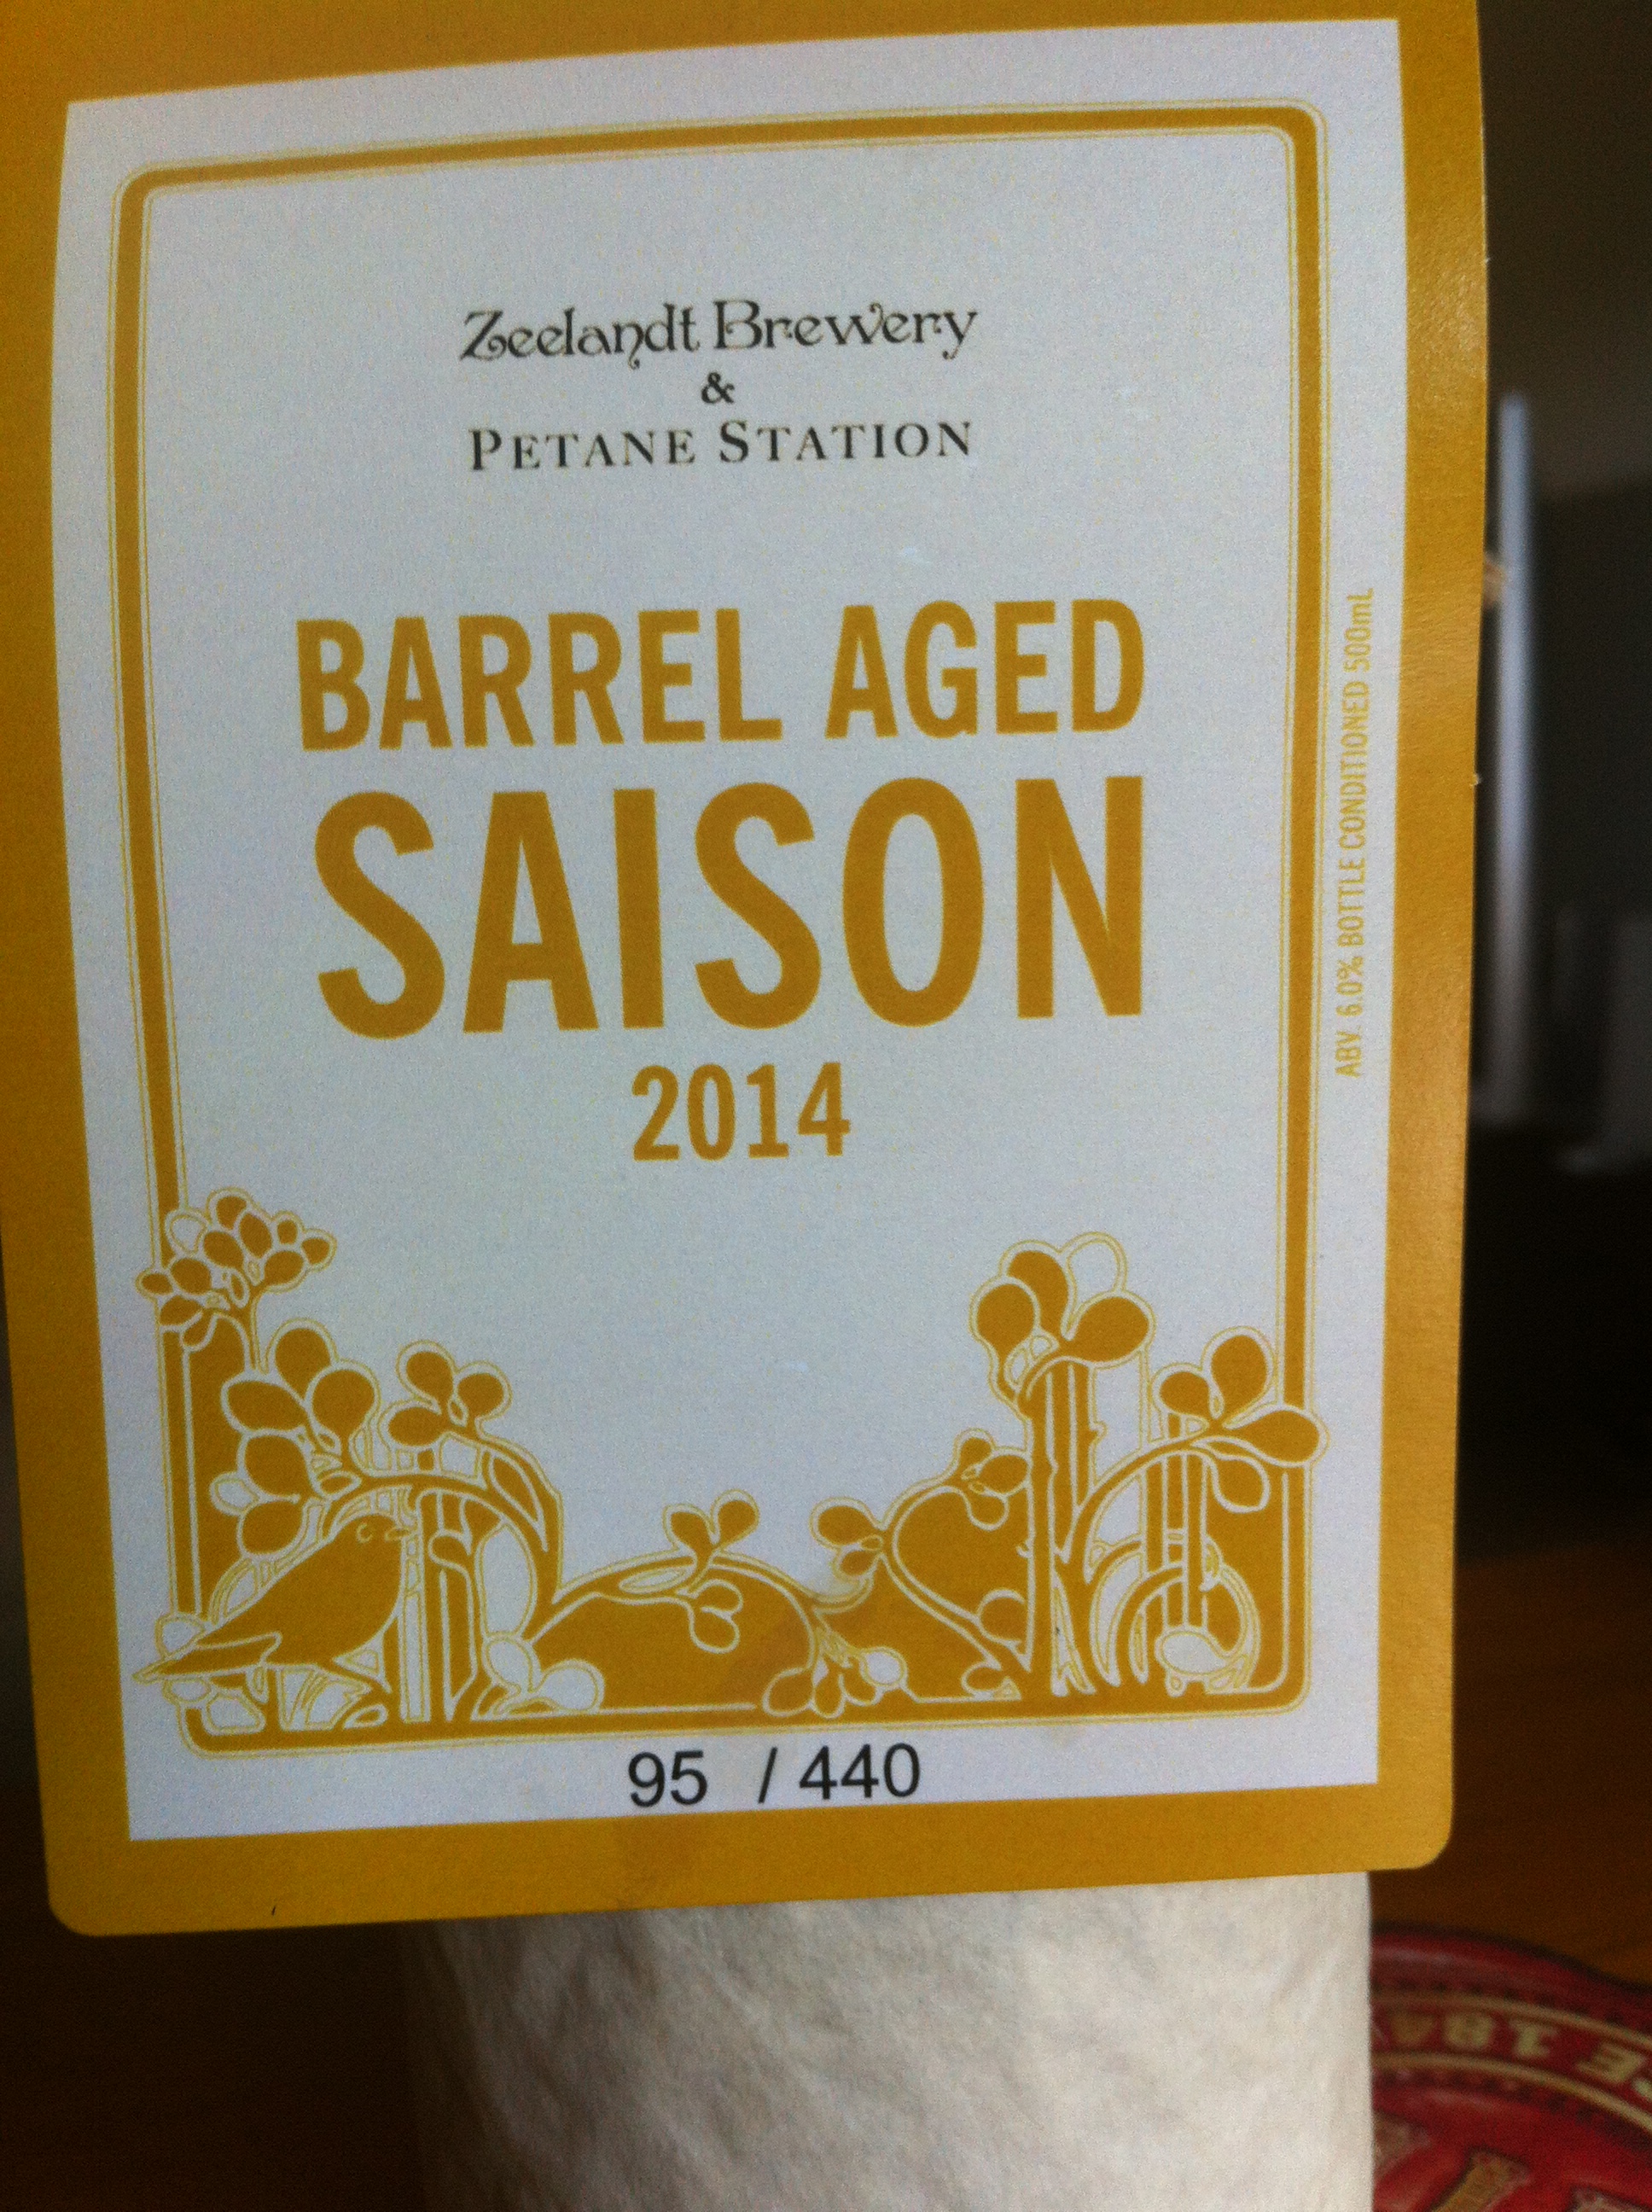 Zeelandt Brewery
&
PETANE STATION
BARREL AGED
SAISON
2014
ABV. 6.0% BOTTLE CONDITIONED 500mL
95 / 440